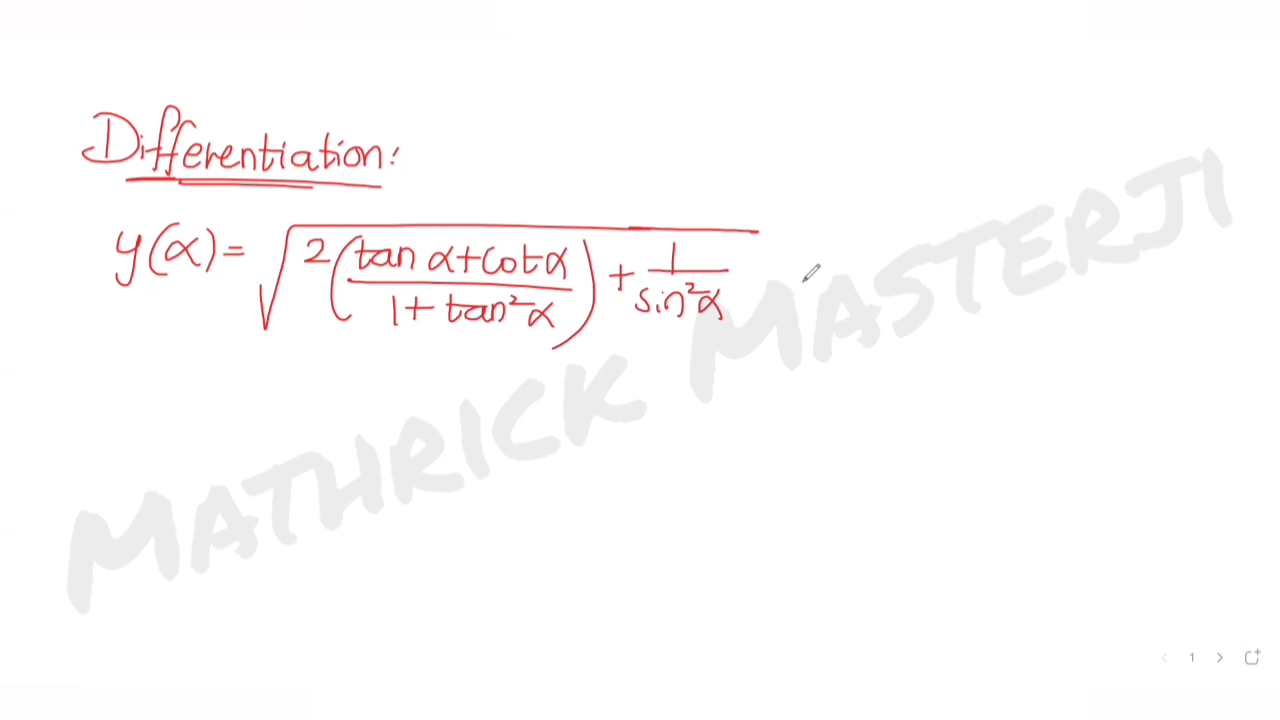 Differentiation:
y(α) = √(2((tan α + cot α)/(1 + tan²α)) + 1/sin²α)
MATHRICK MASTERJI
1